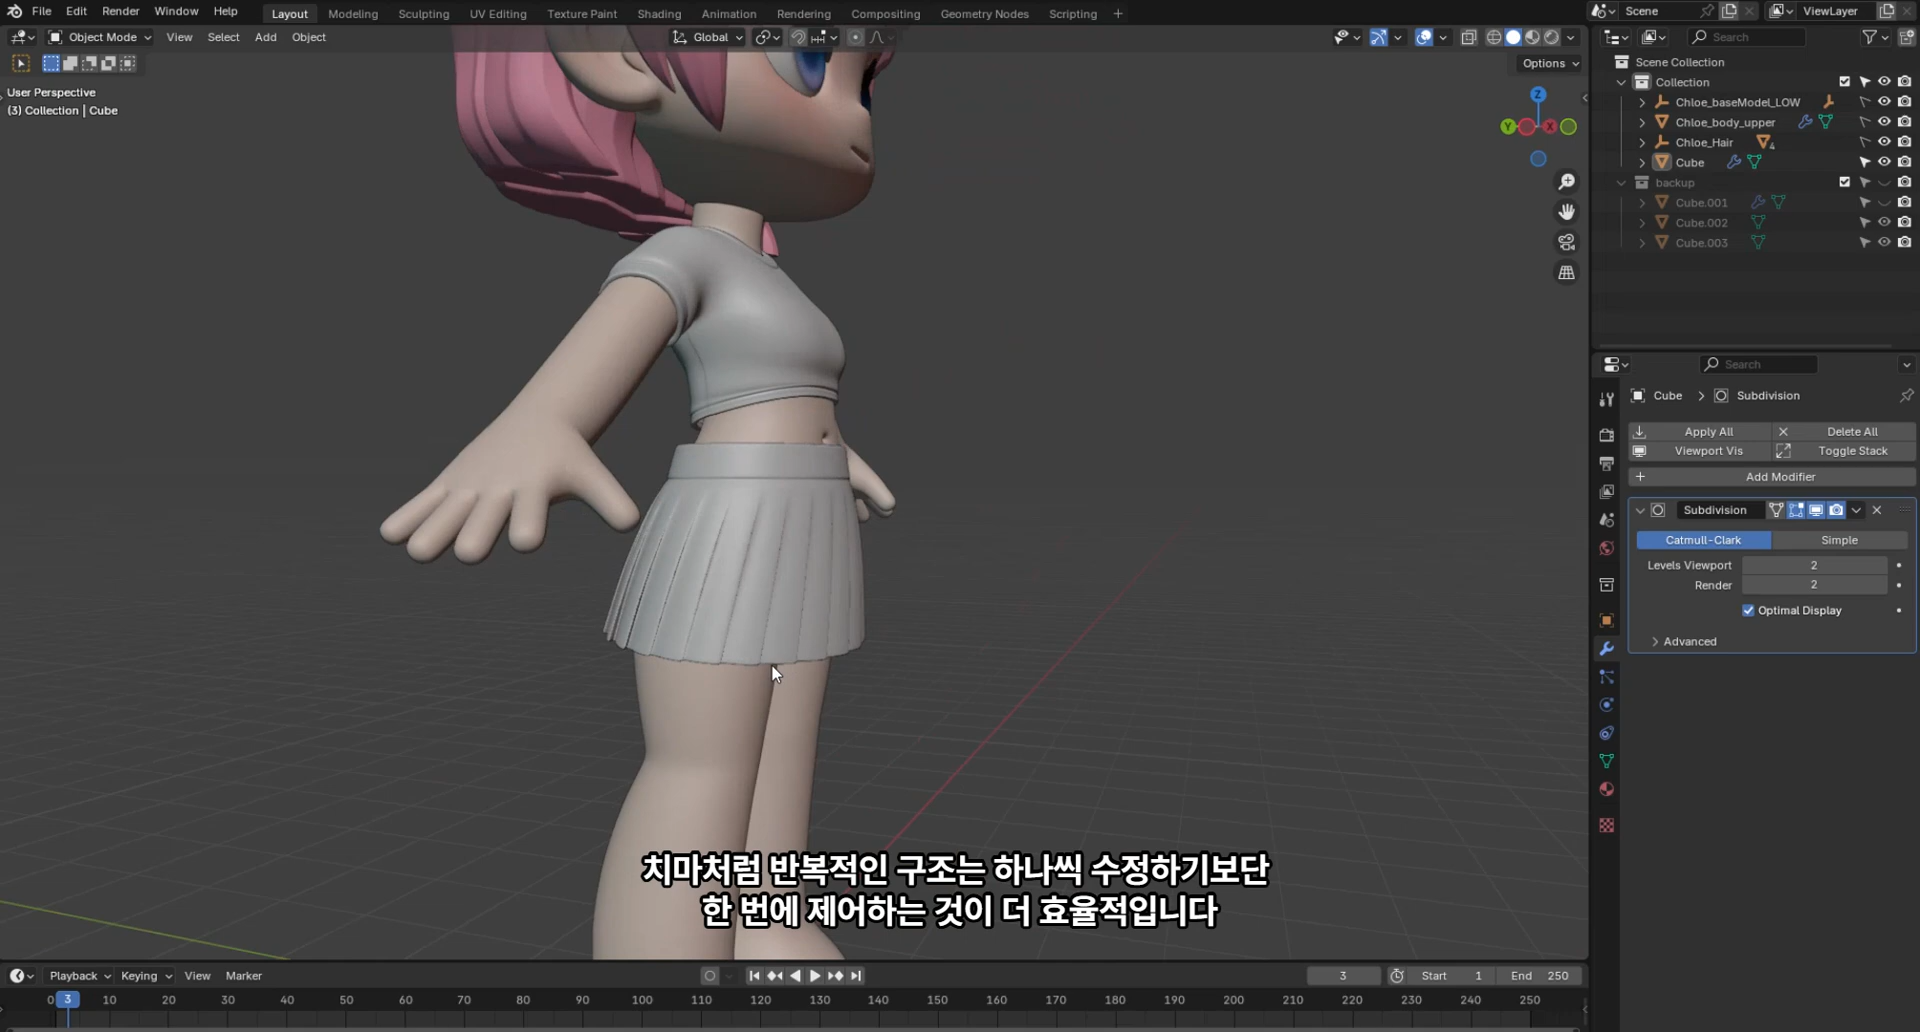 File Edit Render Window Help Layout Modeling Sculpting UV Editing Texture Paint Shading Animation Rendering Compositing Geometry Nodes Scripting + Scene ViewLayer
Object Mode View Select Add Object Global Search
Options
User Perspective
(3) Collection | Cube
Z
Y X
Scene Collection
Collection
Chloe_baseModel_LOW
Chloe_body_upper
Chloe_Hair 4
Cube
backup
Cube.001
Cube.002
Cube.003
Search
Cube > Subdivision
Apply All Delete All
Viewport Vis Toggle Stack
+ Add Modifier
Subdivision
Catmull-Clark Simple
Levels Viewport 2
Render 2
Optimal Display
Advanced
치마처럼 반복적인 구조는 하나씩 수정하기보단
한 번에 제어하는 것이 더 효율적입니다
Playback Keying View Marker 3 Start 1 End 250
0 3 10 20 30 40 50 60 70 80 90 100 110 120 130 140 150 160 170 180 190 200 210 220 230 240 250